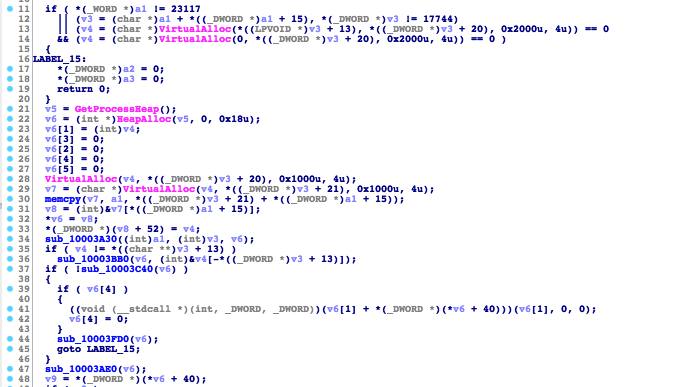 11 if ( *(_WORD *)a1 != 23117
12 || (v3 = (char *)a1 + *((_DWORD *)a1 + 15), *(_DWORD *)v3 != 17744)
13 || (v4 = (char *)VirtualAlloc(*((LPVOID *)v3 + 13), *((_DWORD *)v3 + 20), 0x2000u, 4u)) == 0
14 && (v4 = (char *)VirtualAlloc(0, *((_DWORD *)v3 + 20), 0x2000u, 4u)) == 0 )
15 {
16 LABEL_15:
17 *(_DWORD *)a2 = 0;
18 *(_DWORD *)a3 = 0;
19 return 0;
20 }
21 v5 = GetProcessHeap();
22 v6 = (int *)HeapAlloc(v5, 0, 0x18u);
23 v6[1] = (int)v4;
24 v6[3] = 0;
25 v6[2] = 0;
26 v6[4] = 0;
27 v6[5] = 0;
28 VirtualAlloc(v4, *((_DWORD *)v3 + 20), 0x1000u, 4u);
29 v7 = (char *)VirtualAlloc(v4, *((_DWORD *)v3 + 21), 0x1000u, 4u);
30 memcpy(v7, a1, *((_DWORD *)v3 + 21) + *((_DWORD *)a1 + 15));
31 v8 = (int)&v7[*((_DWORD *)a1 + 15)];
32 *v6 = v8;
33 *(_DWORD *)(v8 + 52) = v4;
34 sub_10003A30((int)a1, (int)v3, v6);
35 if ( v4 != *((char **)v3 + 13) )
36 sub_10003BB0(v6, (int)&v4[-*((_DWORD *)v3 + 13)]);
37 if ( !sub_10003C40(v6) )
38 {
39 if ( v6[4] )
40 {
41 ((void (__stdcall *)(int, _DWORD, _DWORD))(v6[1] + *(_DWORD *)(*v6 + 40)))(v6[1], 0, 0);
42 v6[4] = 0;
43 }
44 sub_10003FD0(v6);
45 goto LABEL_15;
46 }
47 sub_10003AE0(v6);
48 v9 = *(_DWORD *)(*v6 + 40);